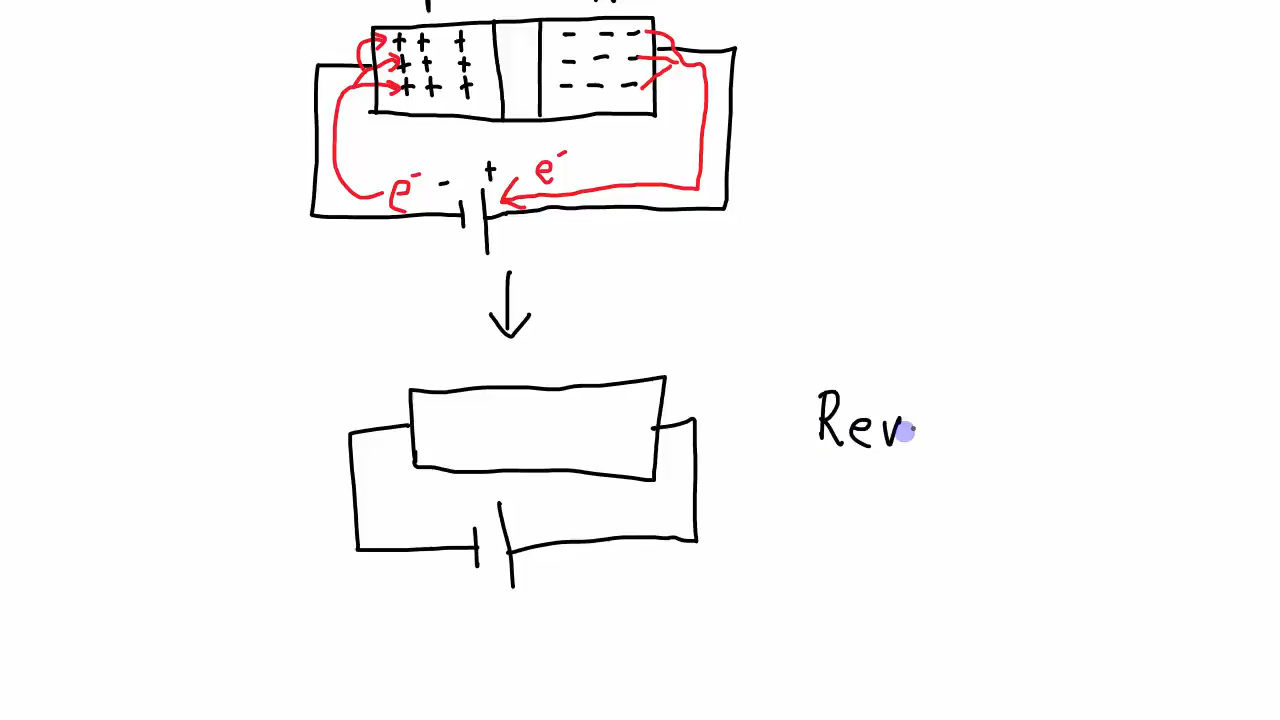 + + + - - -
+ + + - - -
+ + + - - -
e⁻ - + e⁻
Rev